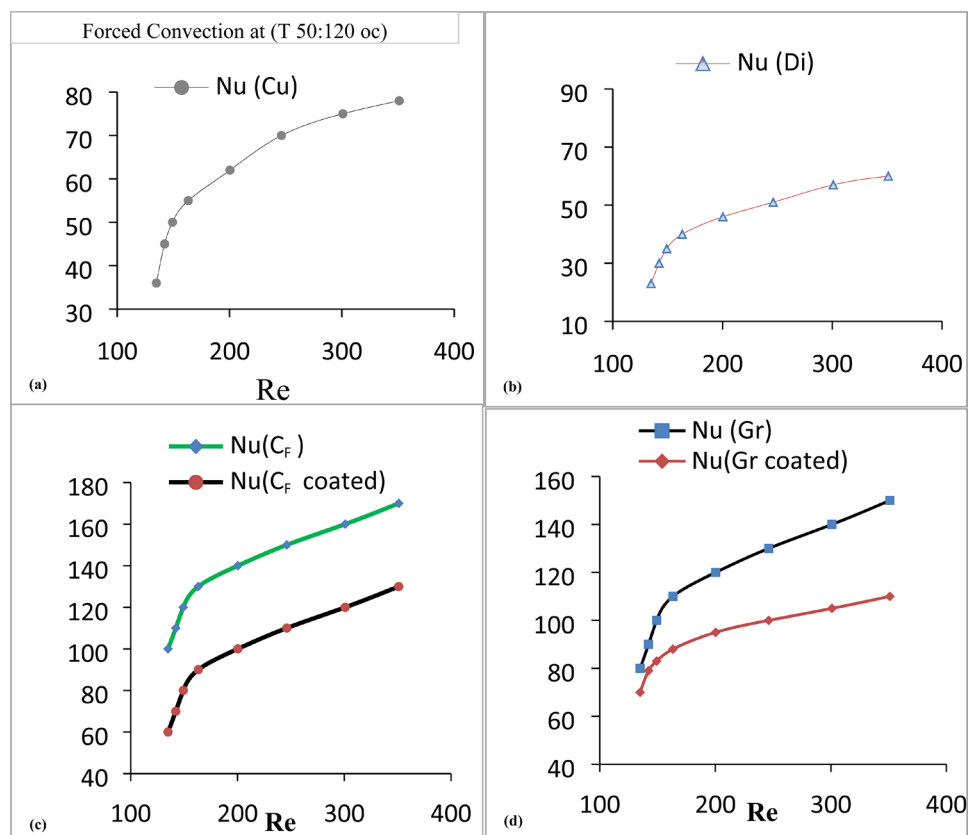 Forced Convection at (T 50:120 oc)
Nu (Cu)
80
70
60
50
40
30
100 200 300 400
(a)
Re
Nu (Di)
90
70
50
30
10
100 200 300 400
(b)
Nu(CF )
Nu(CF coated)
180
160
140
120
100
80
60
40
100 200 300 400
(c)
Re
Nu (Gr)
Nu(Gr coated)
160
140
120
100
80
60
40
100 200 300 400
(d)
Re